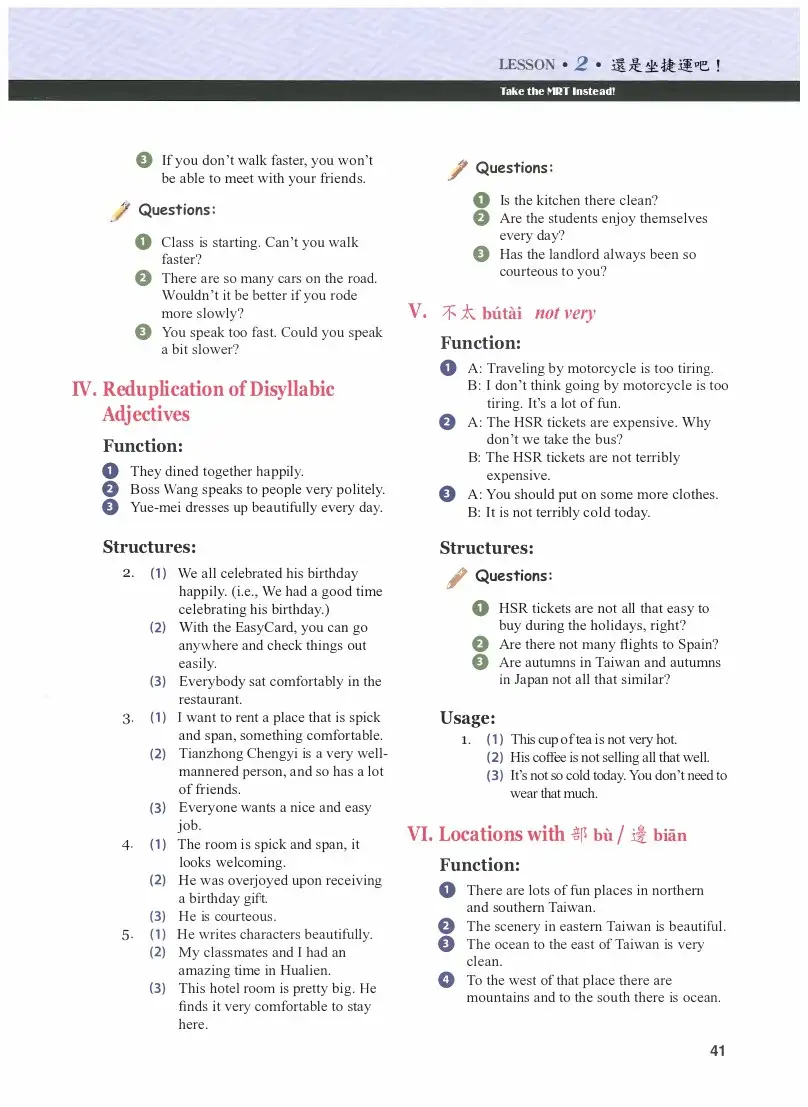 LESSON • 2 • 還是坐捷運吧！
Take the MRT Instead!
3 If you don't walk faster, you won't
be able to meet with your friends.
Questions:
1 Class is starting. Can't you walk
faster?
2 There are so many cars on the road.
Wouldn't it be better if you rode
more slowly?
3 You speak too fast. Could you speak
a bit slower?
IV. Reduplication of Disyllabic
Adjectives
Function:
1 They dined together happily.
2 Boss Wang speaks to people very politely.
3 Yue-mei dresses up beautifully every day.
Structures:
2. (1) We all celebrated his birthday
happily. (i.e., We had a good time
celebrating his birthday.)
(2) With the EasyCard, you can go
anywhere and check things out
easily.
(3) Everybody sat comfortably in the
restaurant.
3. (1) I want to rent a place that is spick
and span, something comfortable.
(2) Tianzhong Chengyi is a very well-
mannered person, and so has a lot
of friends.
(3) Everyone wants a nice and easy
job.
4. (1) The room is spick and span, it
looks welcoming.
(2) He was overjoyed upon receiving
a birthday gift.
(3) He is courteous.
5. (1) He writes characters beautifully.
(2) My classmates and I had an
amazing time in Hualien.
(3) This hotel room is pretty big. He
finds it very comfortable to stay
here.
Questions:
1 Is the kitchen there clean?
2 Are the students enjoy themselves
every day?
3 Has the landlord always been so
courteous to you?
V. 不太 bútài not very
Function:
1 A: Traveling by motorcycle is too tiring.
B: I don't think going by motorcycle is too
tiring. It's a lot of fun.
2 A: The HSR tickets are expensive. Why
don't we take the bus?
B: The HSR tickets are not terribly
expensive.
3 A: You should put on some more clothes.
B: It is not terribly cold today.
Structures:
Questions:
1 HSR tickets are not all that easy to
buy during the holidays, right?
2 Are there not many flights to Spain?
3 Are autumns in Taiwan and autumns
in Japan not all that similar?
Usage:
1. (1) This cup of tea is not very hot.
(2) His coffee is not selling all that well.
(3) It's not so cold today. You don't need to
wear that much.
VI. Locations with 部 bù / 邊 biān
Function:
1 There are lots of fun places in northern
and southern Taiwan.
2 The scenery in eastern Taiwan is beautiful.
3 The ocean to the east of Taiwan is very
clean.
4 To the west of that place there are
mountains and to the south there is ocean.
41